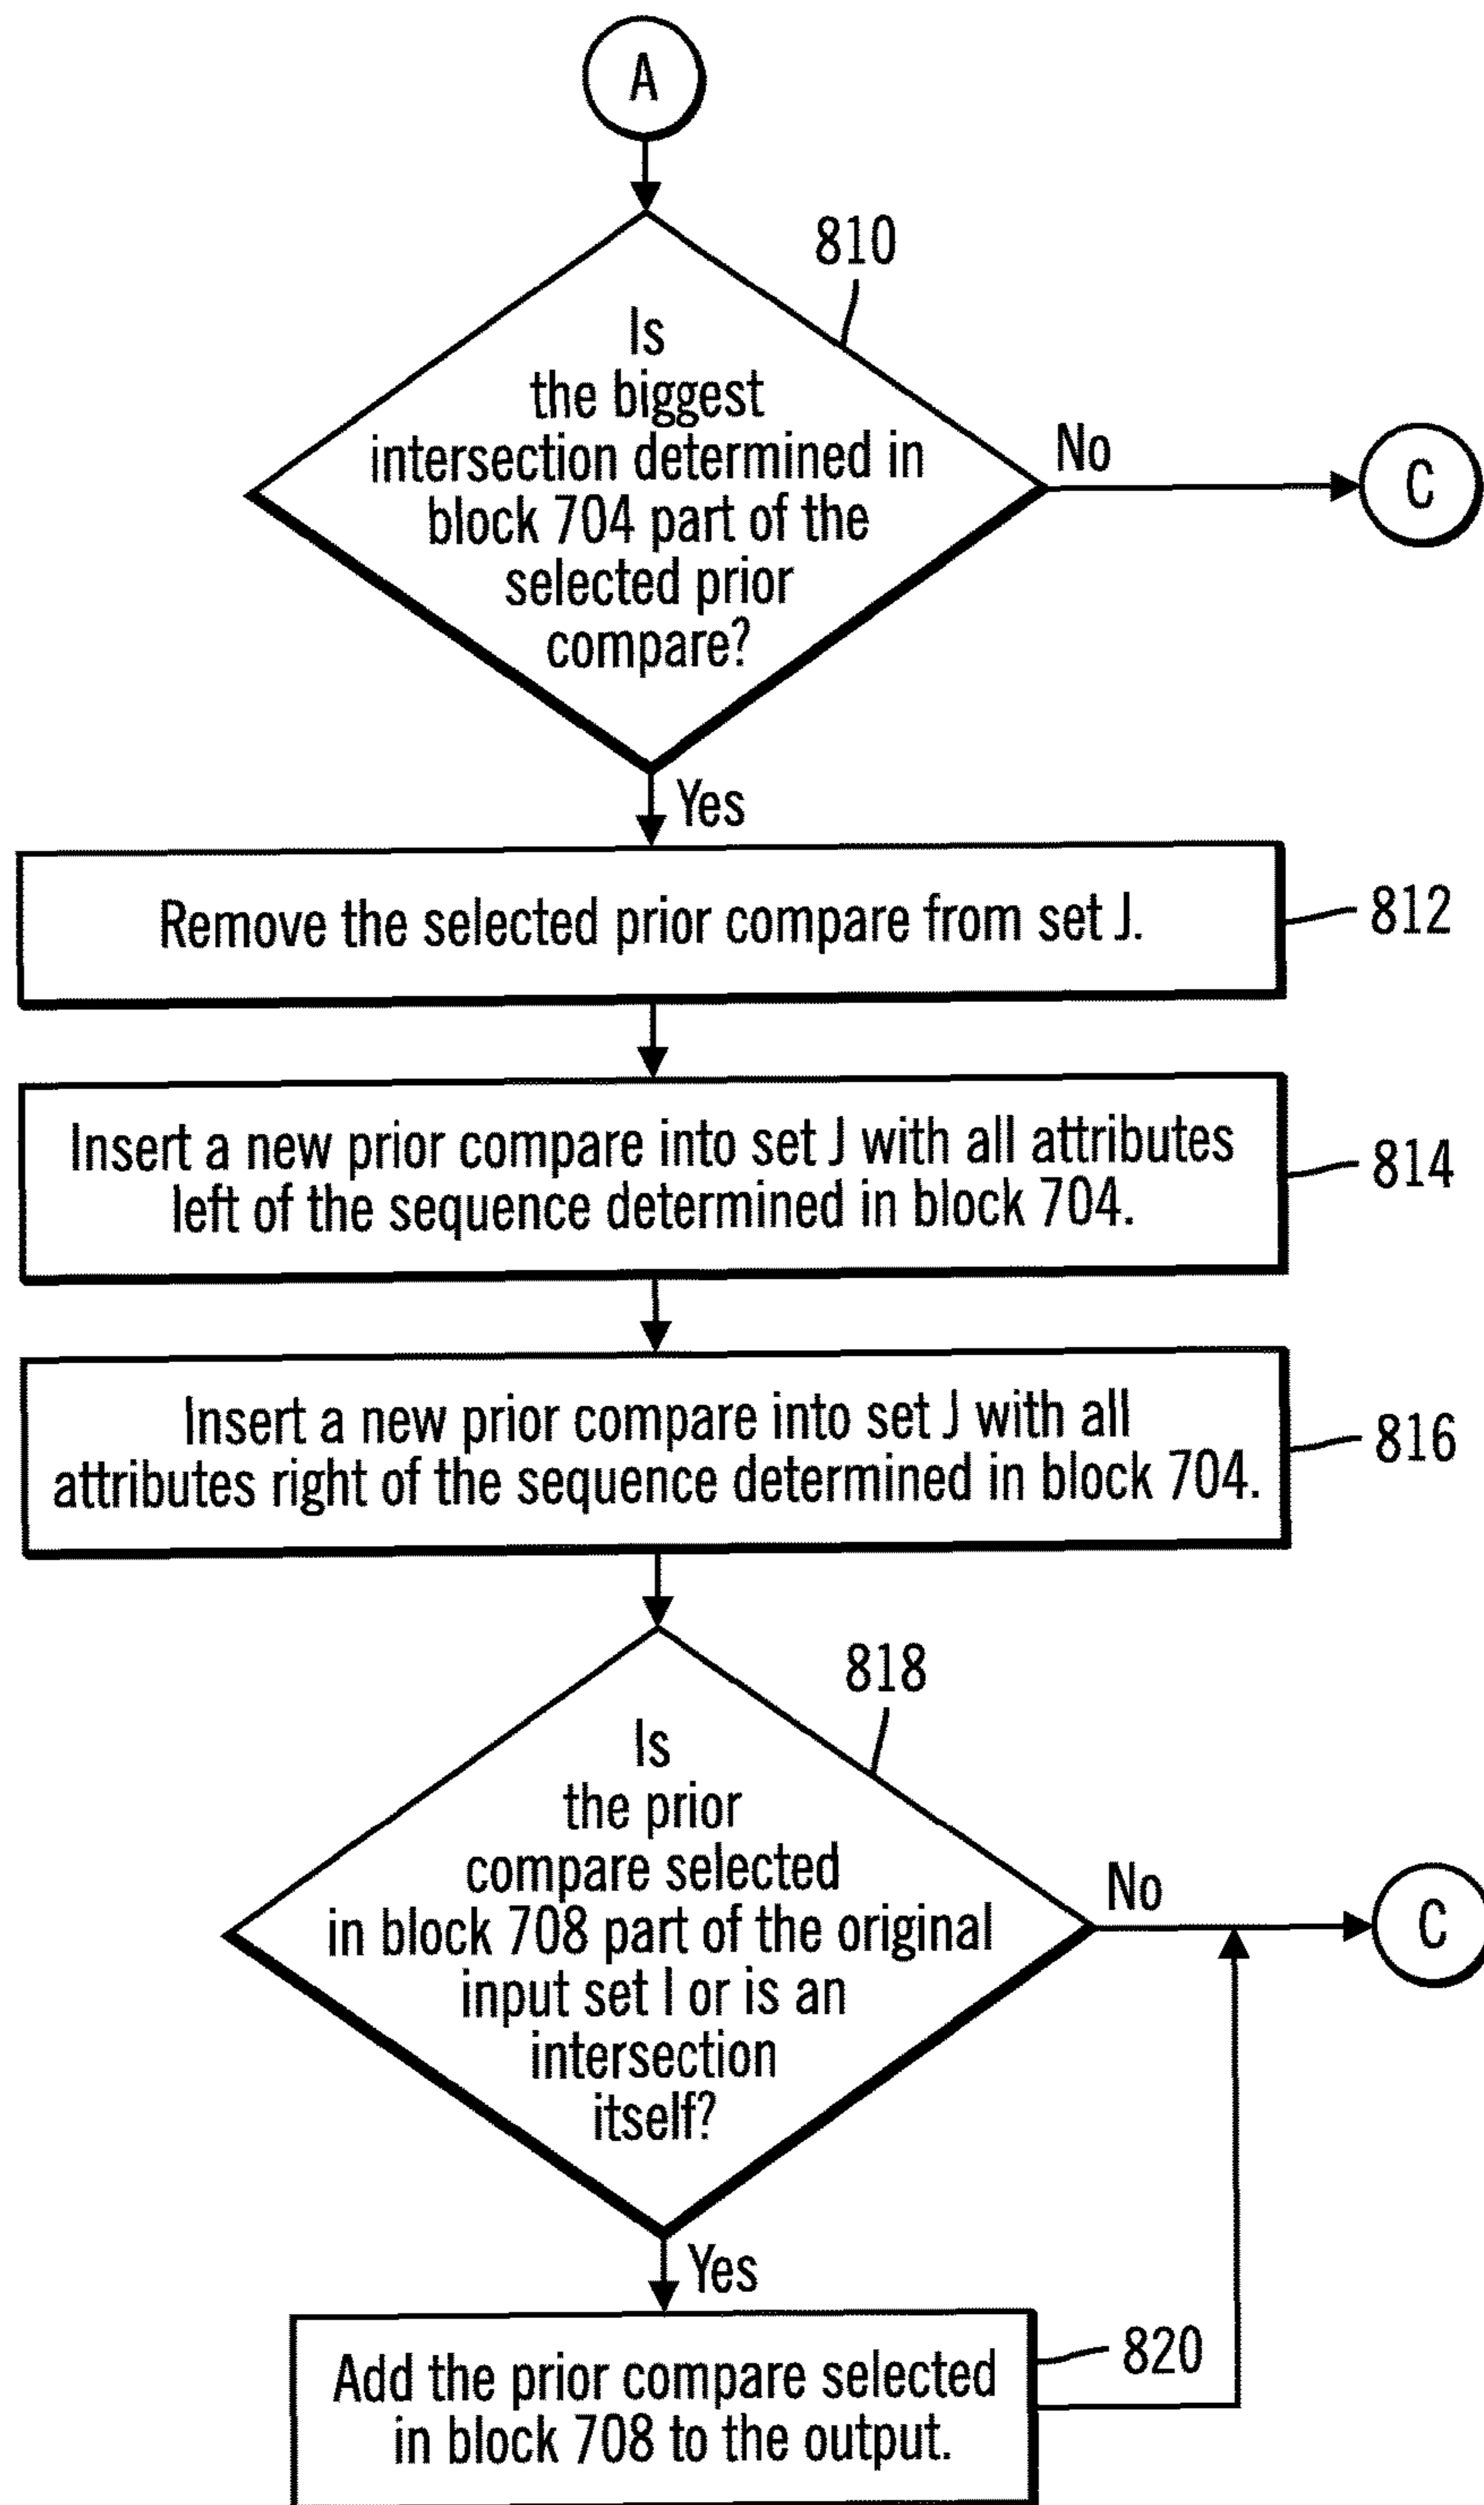 A
810
Is
the biggest
intersection determined in
block 704 part of the
selected prior
compare?
No
C
Yes
Remove the selected prior compare from set J.
812
Insert a new prior compare into set J with all attributes
left of the sequence determined in block 704.
814
Insert a new prior compare into set J with all
attributes right of the sequence determined in block 704.
816
818
Is
the prior
compare selected
in block 708 part of the original
input set I or is an
intersection
itself?
No
C
Yes
Add the prior compare selected
in block 708 to the output.
820